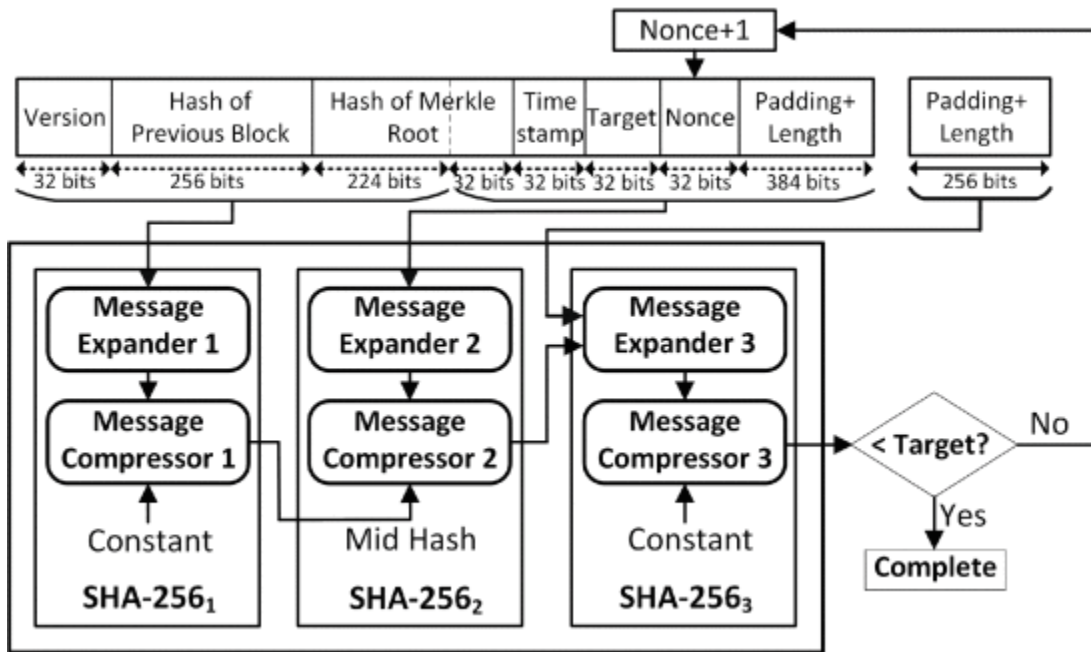 Nonce+1
Version
Hash of
Previous Block
Hash of Merkle
Root
Time
stamp
Target
Nonce
Padding+
Length
Padding+
Length
32 bits
256 bits
224 bits
32 bits
32 bits
32 bits
32 bits
384 bits
256 bits
Message
Expander 1
Message
Expander 2
Message
Expander 3
Message
Compressor 1
Message
Compressor 2
Message
Compressor 3
< Target?
No
Yes
Constant
Mid Hash
Constant
Complete
SHA-256₁
SHA-256₂
SHA-256₃